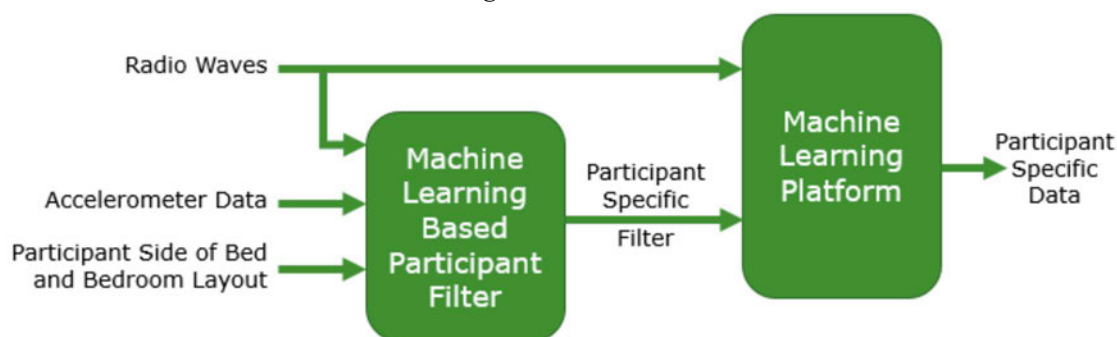 Radio Waves
Accelerometer Data
Participant Side of Bed
and Bedroom Layout
Machine
Learning
Based
Participant
Filter
Participant
Specific
Filter
Machine
Learning
Platform
Participant
Specific
Data